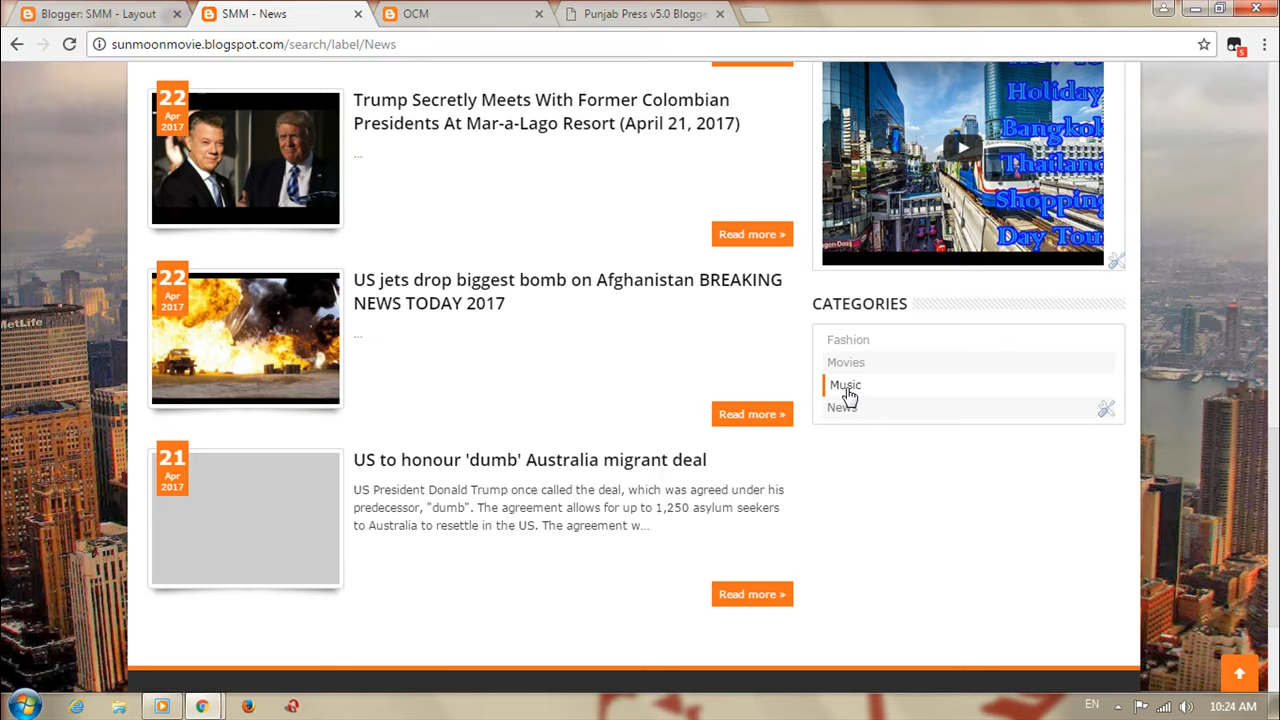 Blogger: SMM - Layout
SMM - News
OCM
Punjab Press v5.0 Blogge
sunmoonmovie.blogspot.com/search/label/News
5
22
Apr
2017
Trump Secretly Meets With Former Colombian
Presidents At Mar-a-Lago Resort (April 21, 2017)
...
Read more »
22
Apr
2017
US jets drop biggest bomb on Afghanistan BREAKING
NEWS TODAY 2017
...
Read more »
21
Apr
2017
US to honour 'dumb' Australia migrant deal
US President Donald Trump once called the deal, which was agreed under his
predecessor, "dumb". The agreement allows for up to 1,250 asylum seekers
to Australia to resettle in the US. The agreement w...
Read more »
Holiday
Bangkok
Thailand
Shopping
Day Tour
CATEGORIES
Fashion
Movies
Music
News
MetLife
EN
10:24 AM